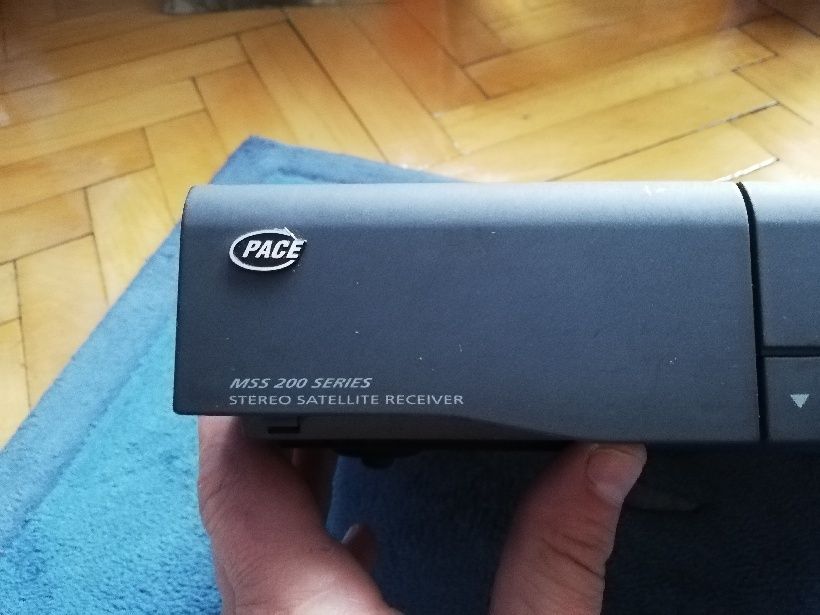 PACE
MSS 200 SERIES
STEREO SATELLITE RECEIVER